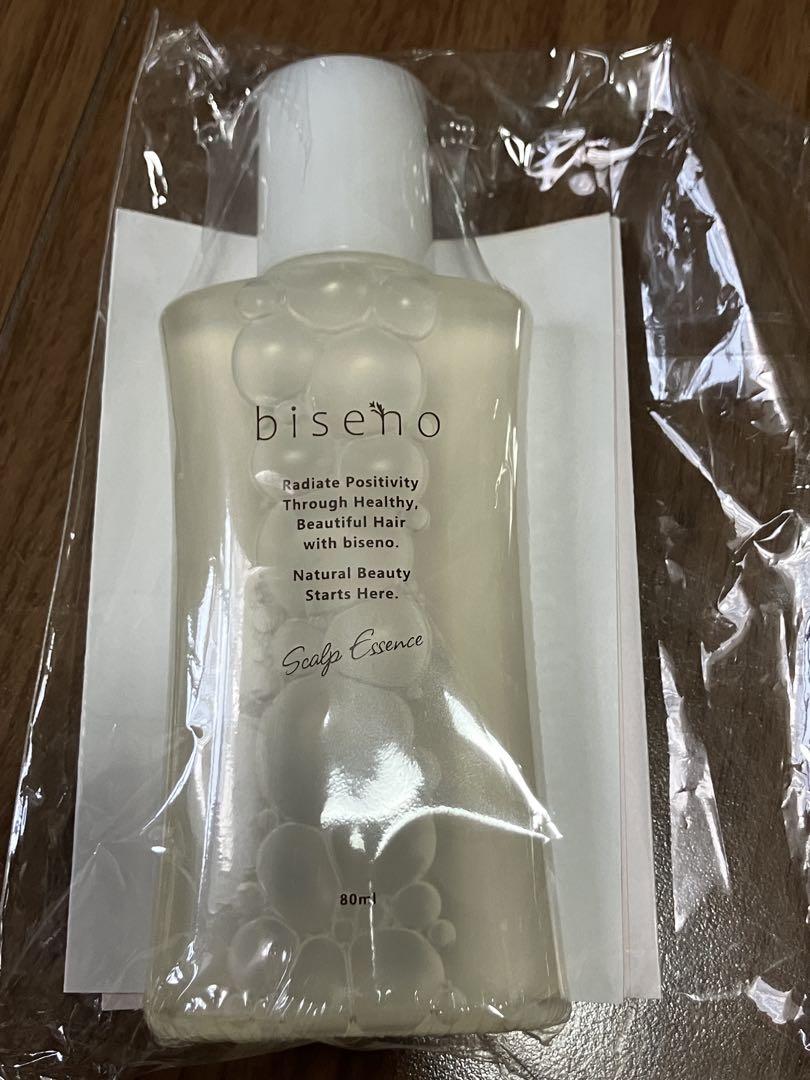 biseno
Radiate Positivity
Through Healthy,
Beautiful Hair
with biseno.
Natural Beauty
Starts Here.
Scalp Essence
80ml